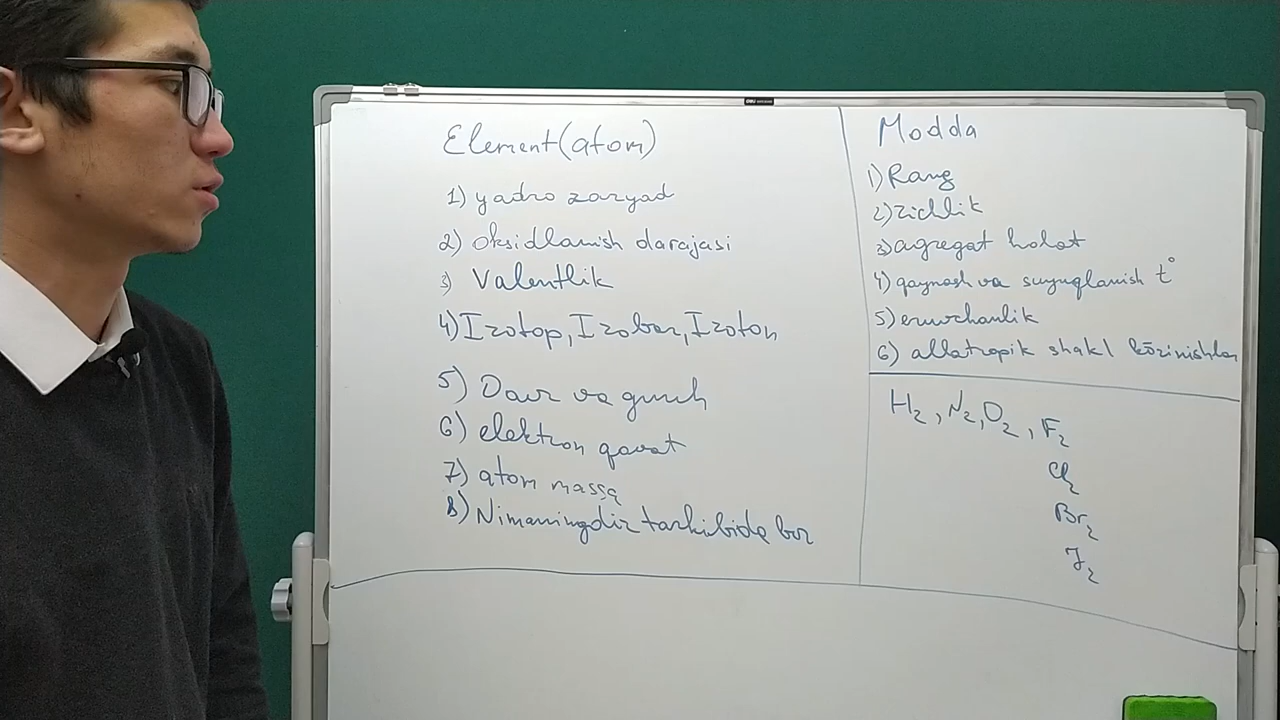 Element(atom)
1) yadro zaryad
2) Oksidlanish darajasi
3) Valentlik
4) Izotop, Izobar, Izoton
5) Davr va guruh
6) elektron qavat
7) atom massa
8) Nimaningdir tarkibida bor
Modda
1) Rang
2) zichlik
3) agregat holat
4) qaynash va suyuqlanish t°
5) eruvchanlik
6) allatropik shakl ko'rinishlar
H₂, N₂, O₂, F₂
Cl₂
Br₂
J₂